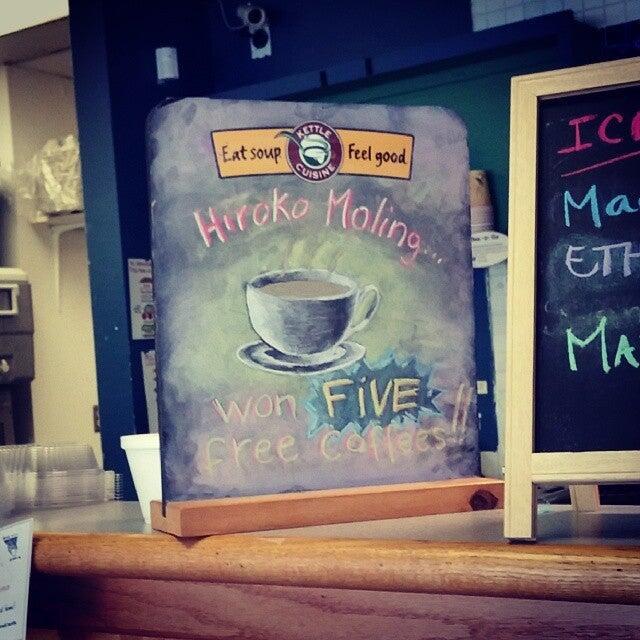 Eat soup KETTLE CUISINE Feel good
Hiroko Moling...
won FiVE
free coffees!!
IC
Ma
ETH
Ma